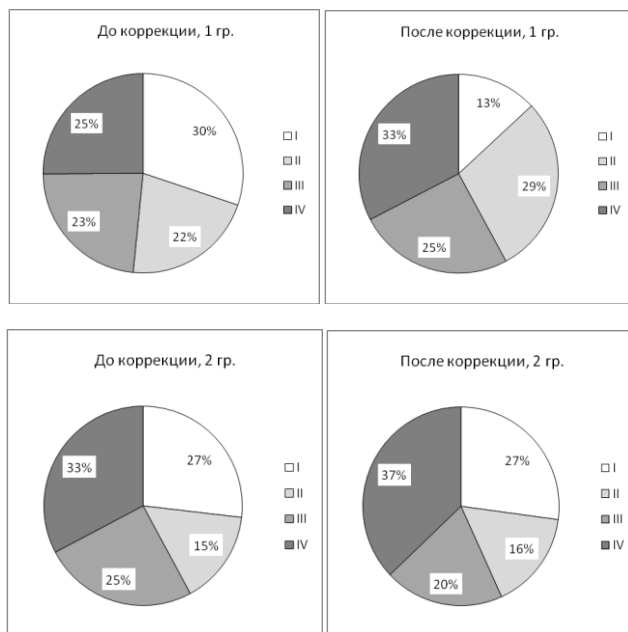 До коррекции, 1 гр.
25%
30%
23%
22%
I
II
III
IV
После коррекции, 1 гр.
13%
33%
29%
25%
I
II
III
IV
До коррекции, 2 гр.
33%
27%
15%
25%
I
II
III
IV
После коррекции, 2 гр.
37%
27%
16%
20%
I
II
III
IV